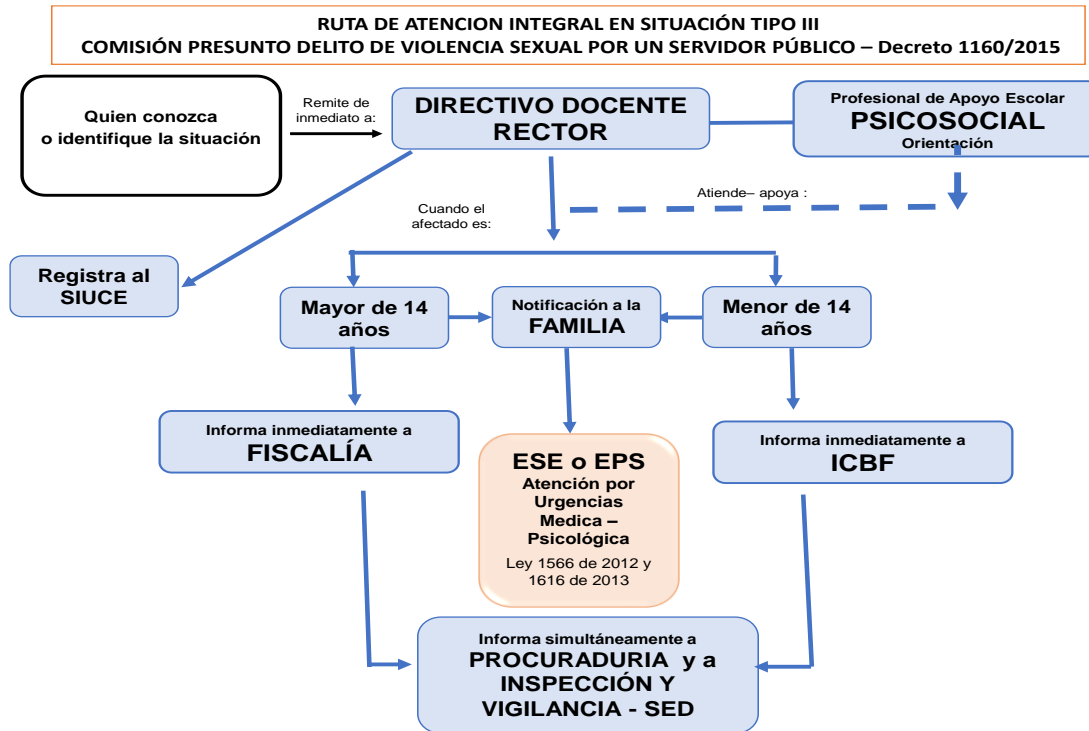 RUTA DE ATENCION INTEGRAL EN SITUACIÓN TIPO III
COMISIÓN PRESUNTO DELITO DE VIOLENCIA SEXUAL POR UN SERVIDOR PÚBLICO – Decreto 1160/2015
Quien conozca
o identifique la situación
Remite de
inmediato a:
DIRECTIVO DOCENTE
RECTOR
Profesional de Apoyo Escolar
PSICOSOCIAL
Orientación
Atiende– apoya :
Cuando el
afectado es:
Registra al
SIUCE
Mayor de 14
años
Notificación a la
FAMILIA
Menor de 14
años
Informa inmediatamente a
FISCALÍA
ESE o EPS
Atención por
Urgencias
Medica –
Psicológica
Ley 1566 de 2012 y
1616 de 2013
Informa inmediatamente a
ICBF
Informa simultáneamente a
PROCURADURIA y a
INSPECCIÓN Y
VIGILANCIA - SED